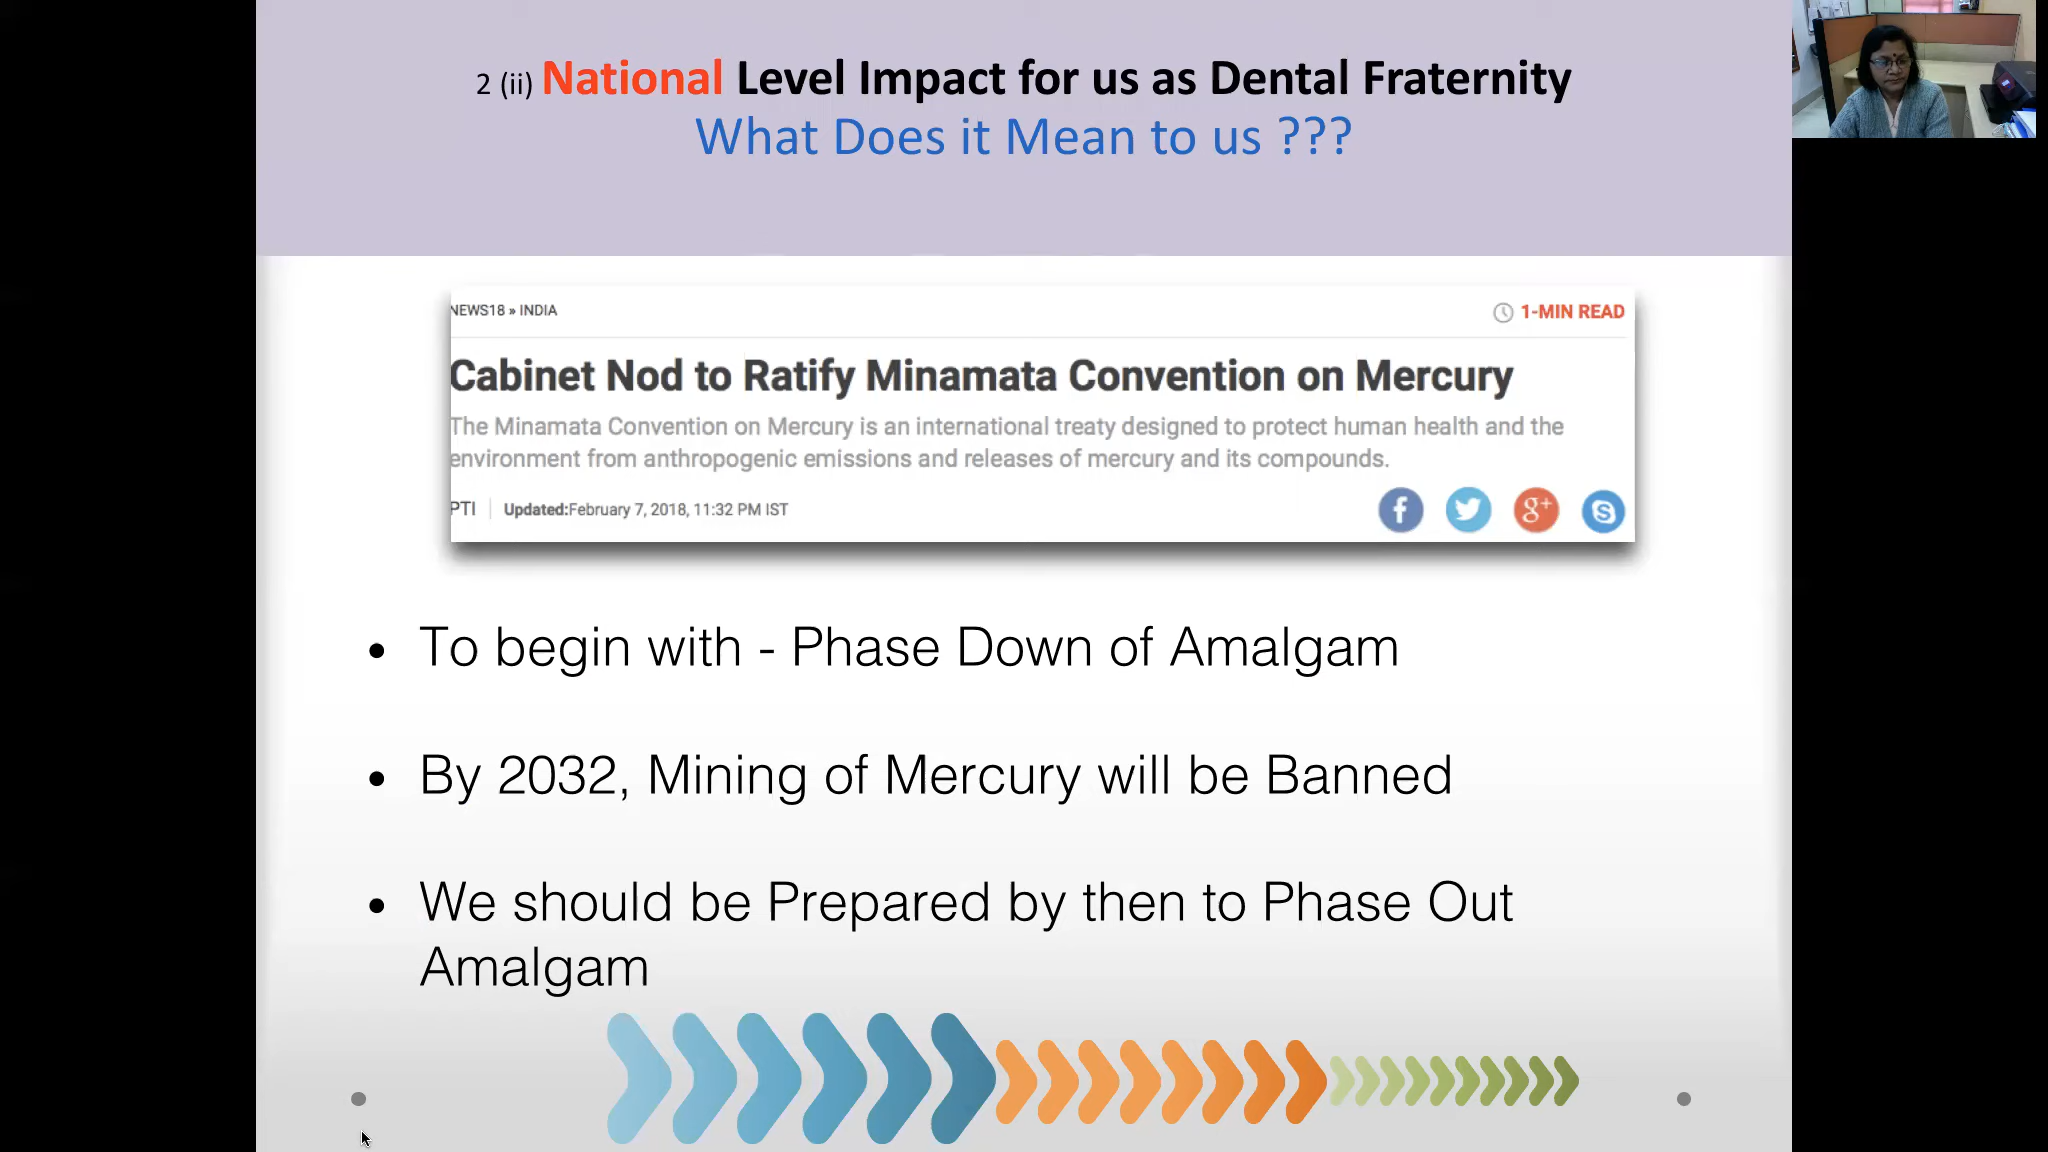 2 (ii) National Level Impact for us as Dental Fraternity
What Does it Mean to us ???
NEWS18 » INDIA
1-MIN READ
Cabinet Nod to Ratify Minamata Convention on Mercury
The Minamata Convention on Mercury is an international treaty designed to protect human health and the
environment from anthropogenic emissions and releases of mercury and its compounds.
PTI | Updated:February 7, 2018, 11:32 PM IST
• To begin with - Phase Down of Amalgam
• By 2032, Mining of Mercury will be Banned
• We should be Prepared by then to Phase Out
Amalgam